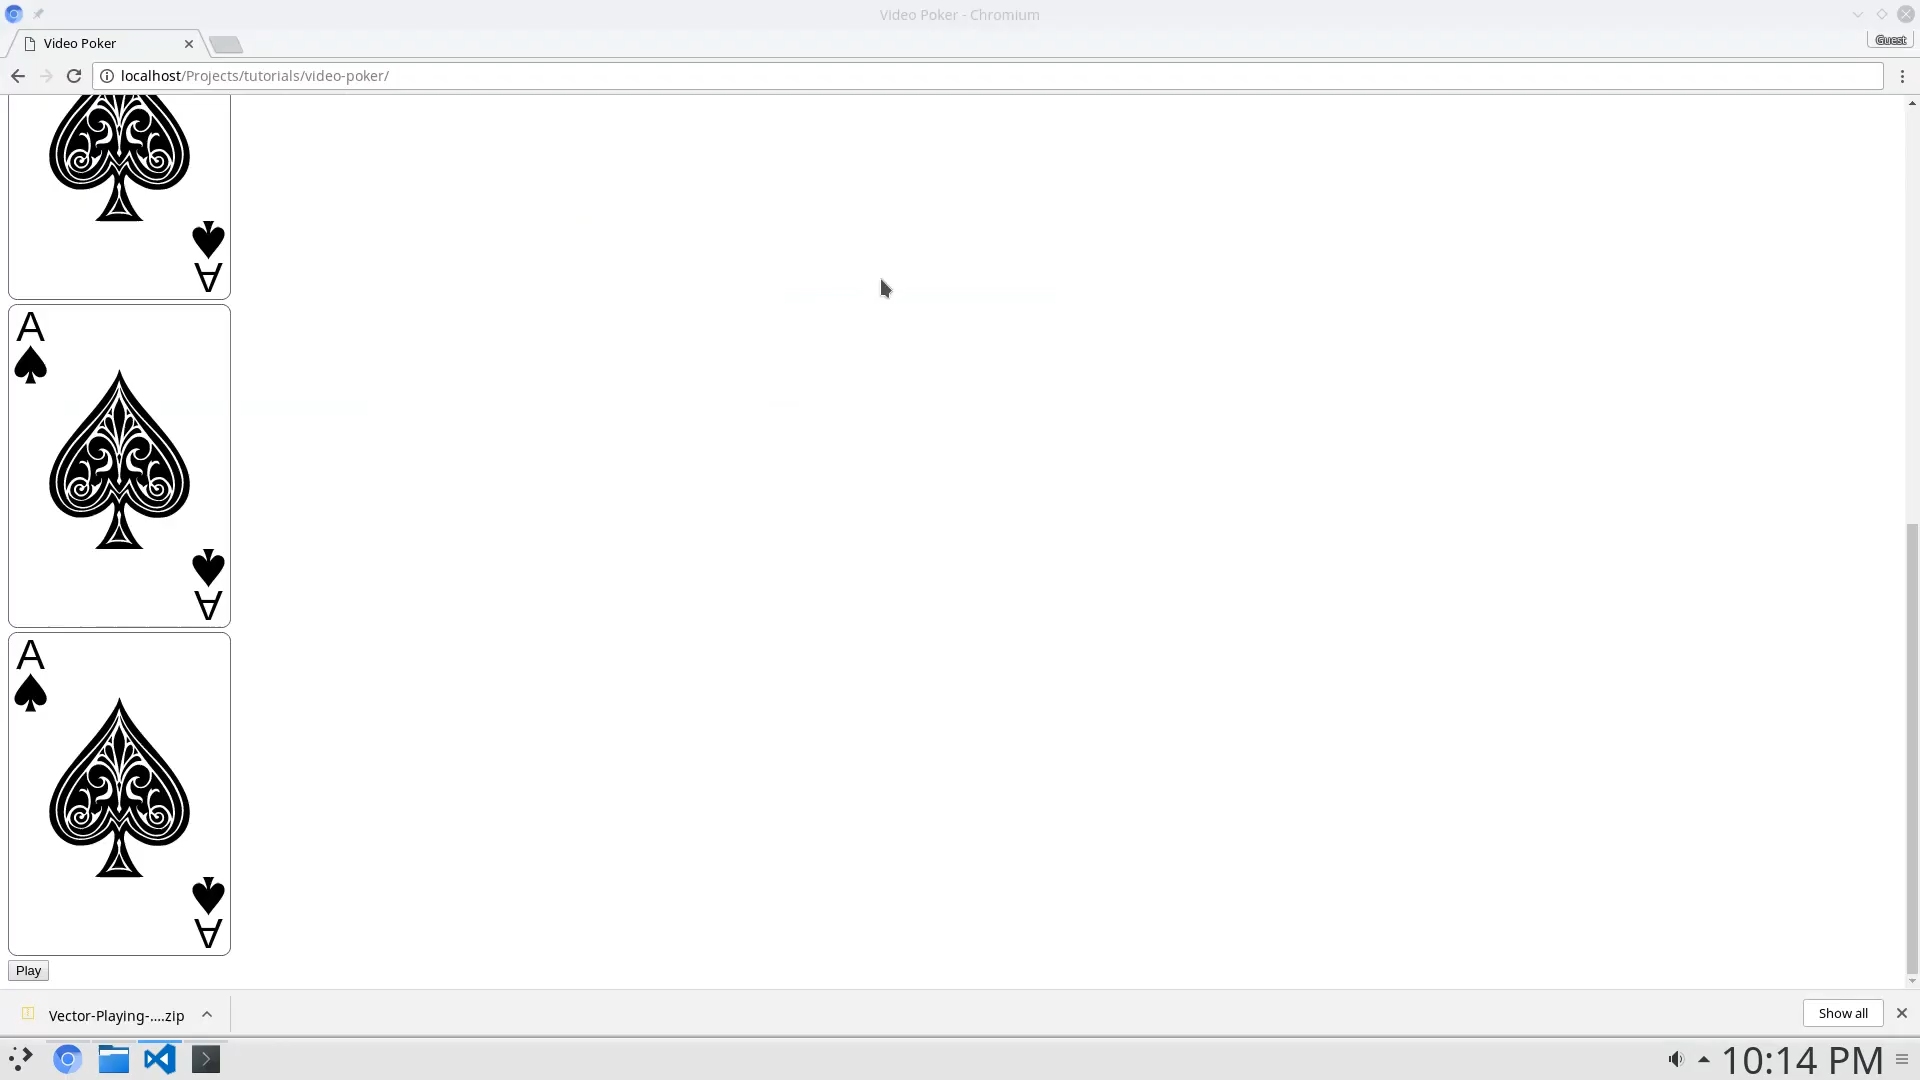 Video Poker - Chromium
Video Poker
Guest
localhost/Projects/tutorials/video-poker/
A
A
A
A
A
Play
Vector-Playing-....zip
Show all
10:14 PM